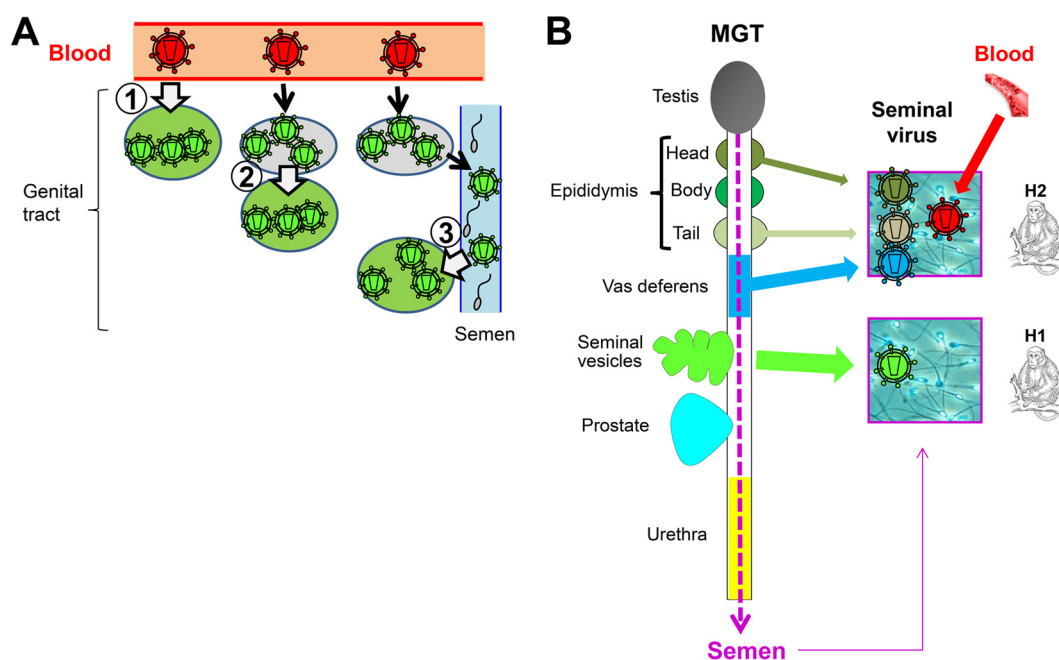 A
Blood
1
2
3
Genital
tract
Semen
B
MGT
Blood
Testis
Seminal
virus
Head
Epididymis
Body
Tail
H2
Vas deferens
Seminal
vesicles
H1
Prostate
Urethra
Semen